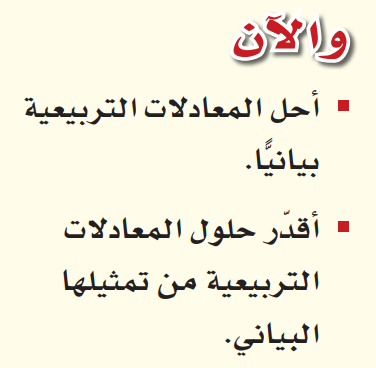 والآن
أحل المعادلات التربيعية
بيانيًّا.
أقدّر حلول المعادلات
التربيعية من تمثيلها
البياني.